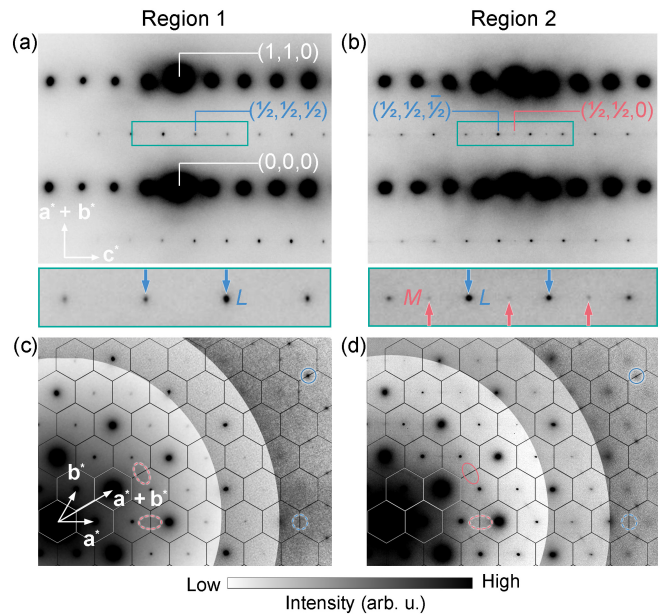 Region 1 Region 2
(a) (b)
(1,1,0)
(½,½,½) (½,½,½̅) (½,½,0)
(0,0,0)
a* + b*
c*
L M L
(c) (d)
b*
a* + b*
a*
Low High
Intensity (arb. u.)